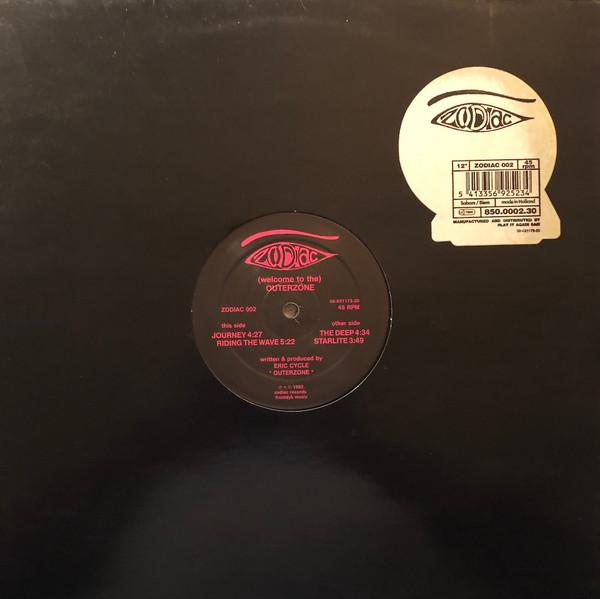 ZODIAC
12" ZODIAC 002 45 rpm
5 413356 925234
Sabam / Biem made in Holland
850.0002.30
MANUFACTURED AND DISTRIBUTED BY
PLAY IT AGAIN SAM
ZODIAC
(welcome to the)
OUTERZONE
ZODIAC 002
45 RPM
this side
JOURNEY 4:27
RIDING THE WAVE 5:22
other side
THE DEEP 4:34
STARLITE 3:49
written & produced by
ERIC CYCLE
" OUTERZONE "
zodiac records
music